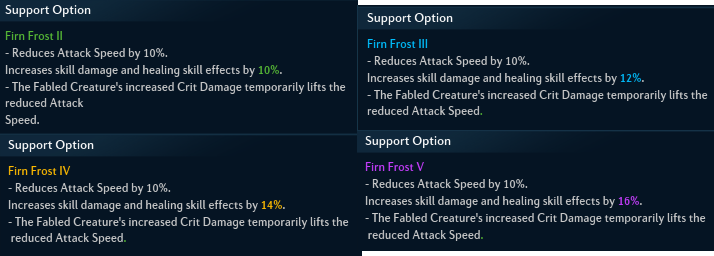 Support Option
Firn Frost II
- Reduces Attack Speed by 10%.
Increases skill damage and healing skill effects by 10%.
- The Fabled Creature's increased Crit Damage temporarily lifts the
reduced Attack
Speed.
Support Option
Firn Frost III
- Reduces Attack Speed by 10%.
Increases skill damage and healing skill effects by 12%.
- The Fabled Creature's increased Crit Damage temporarily lifts the
reduced Attack Speed.
Support Option
Firn Frost IV
- Reduces Attack Speed by 10%.
Increases skill damage and healing skill effects by 14%.
- The Fabled Creature's increased Crit Damage temporarily lifts the
reduced Attack Speed.
Support Option
Firn Frost V
- Reduces Attack Speed by 10%.
Increases skill damage and healing skill effects by 16%.
- The Fabled Creature's increased Crit Damage temporarily lifts the
reduced Attack Speed.